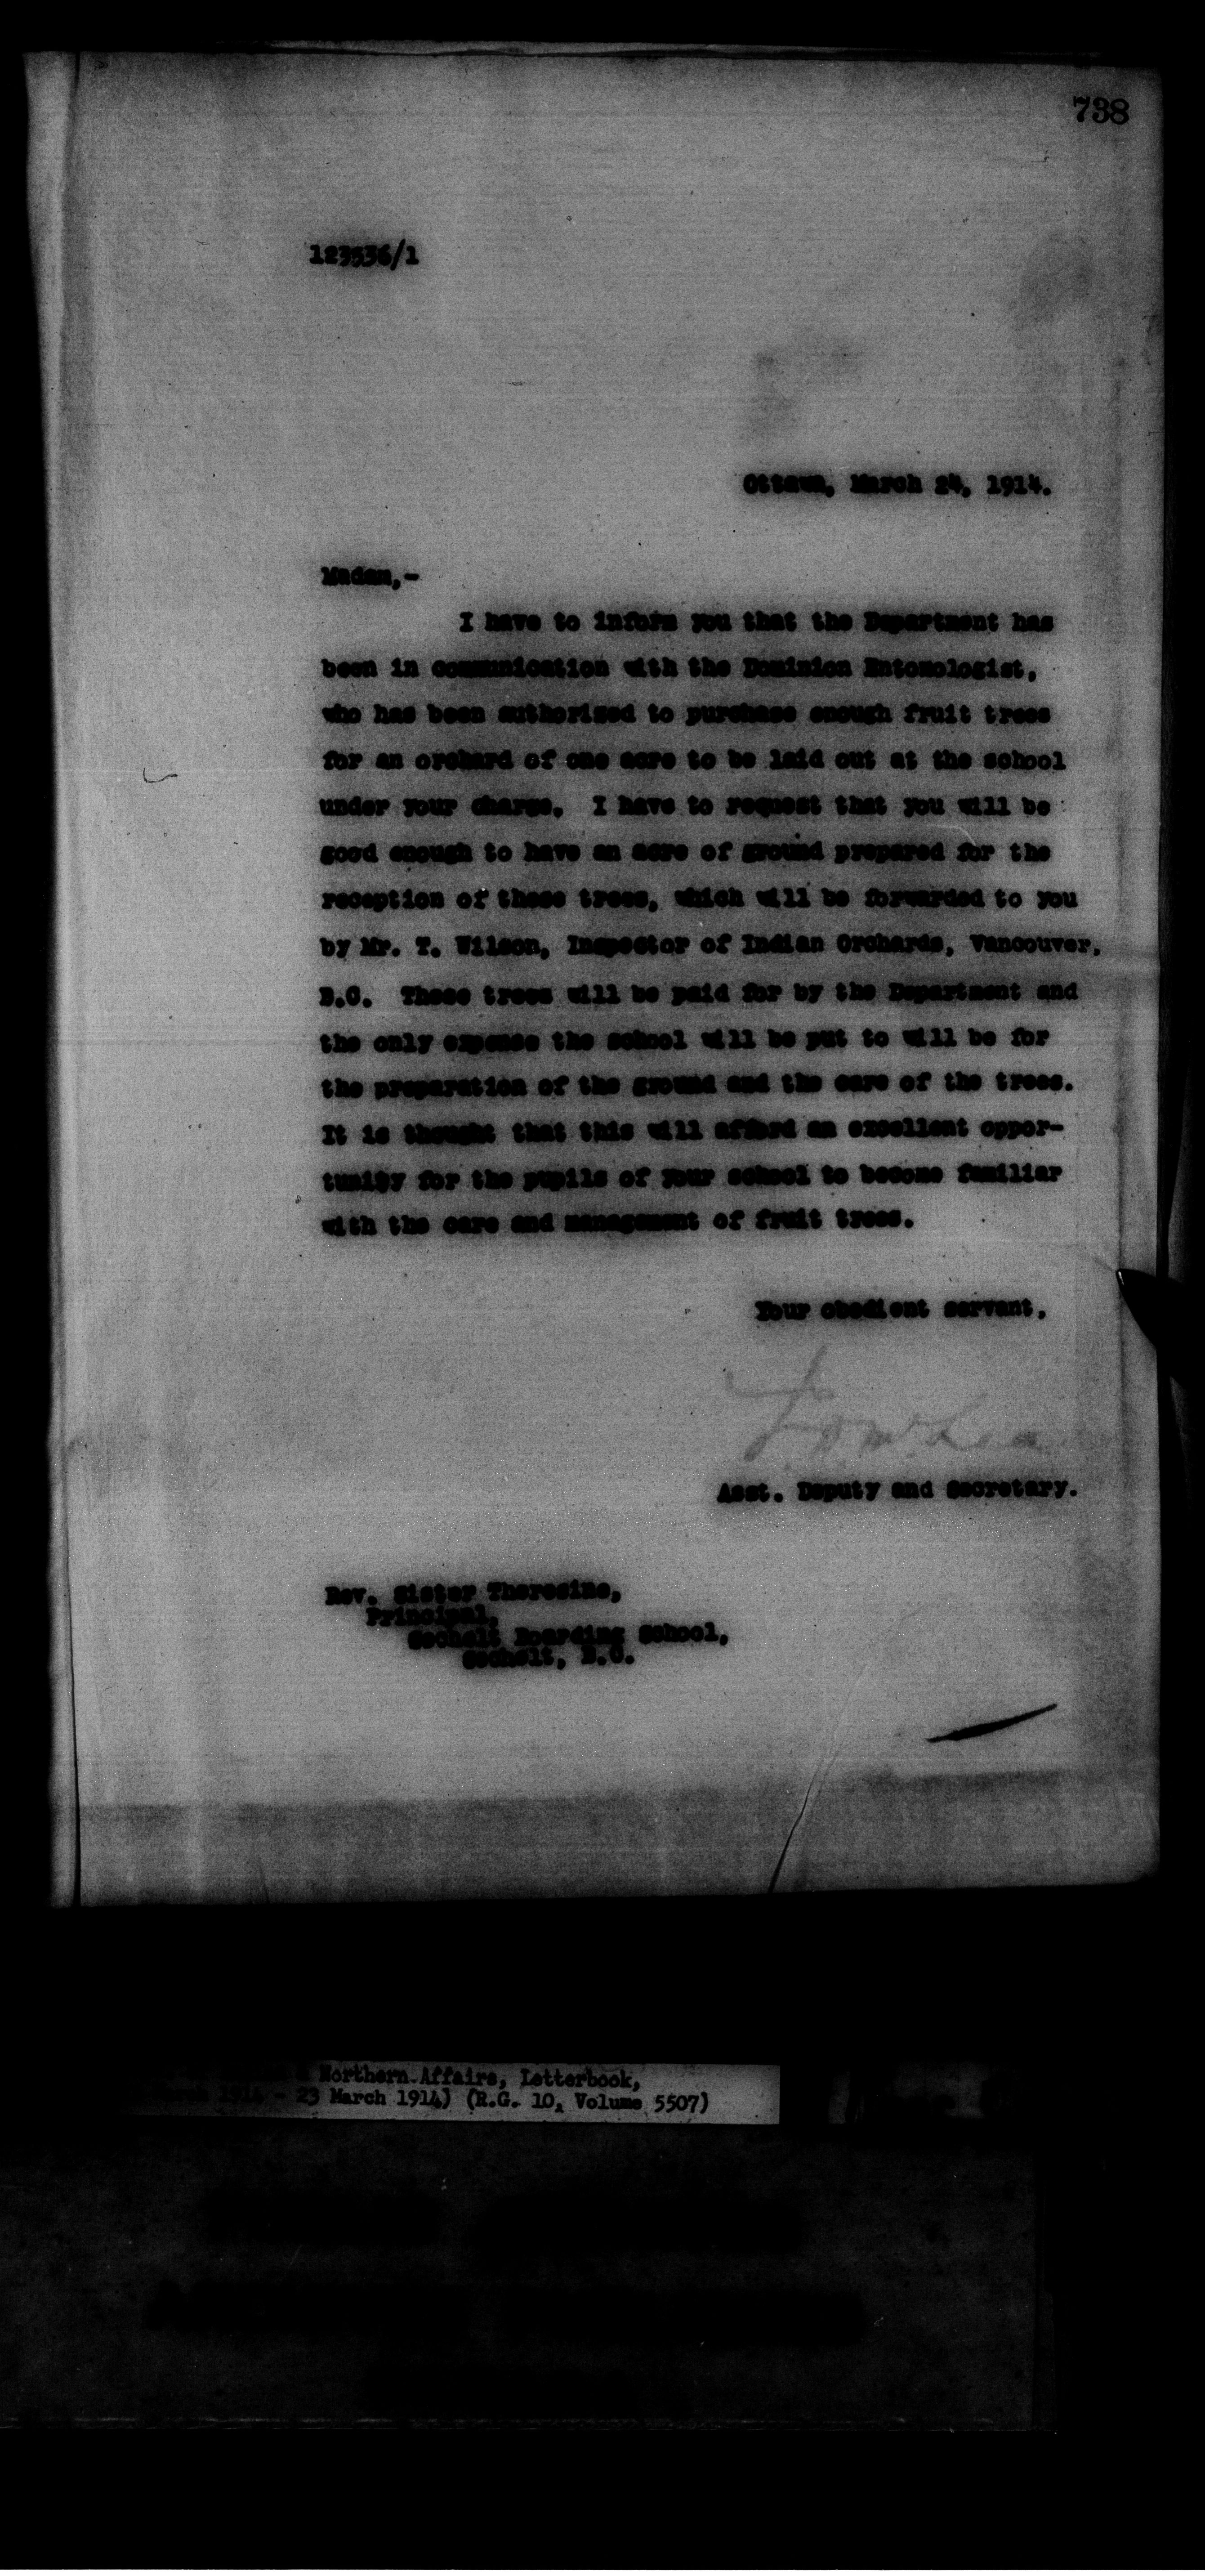 738
123536/1
Ottawa, March 24, 1914.
Madam,-
I have to inform you that the Department has
been in communication with the Dominion Entomologist,
who has been authorized to purchase enough fruit trees
for an orchard of one acre to be laid out at the school
under your charge. I have to request that you will be
good enough to have an acre of ground prepared for the
reception of these trees, which will be forwarded to you
by Mr. T. Wilson, Inspector of Indian Orchards, Vancouver,
B.C. These trees will be paid for by the Department and
the only expense the school will be put to will be for
the preparation of the ground and the care of the trees.
It is thought that this will afford an excellent oppor-
tunity for the pupils of your school to become familiar
with the care and management of fruit trees.
Your obedient servant,
Asst. Deputy and Secretary.
Rev. Sister Theresine,
Principal,
Sechelt Boarding School,
Sechelt, B.C.
Northern Affairs, Letterbook,
March 1914 - 23 March 1914) (R.G. 10, Volume 5507)